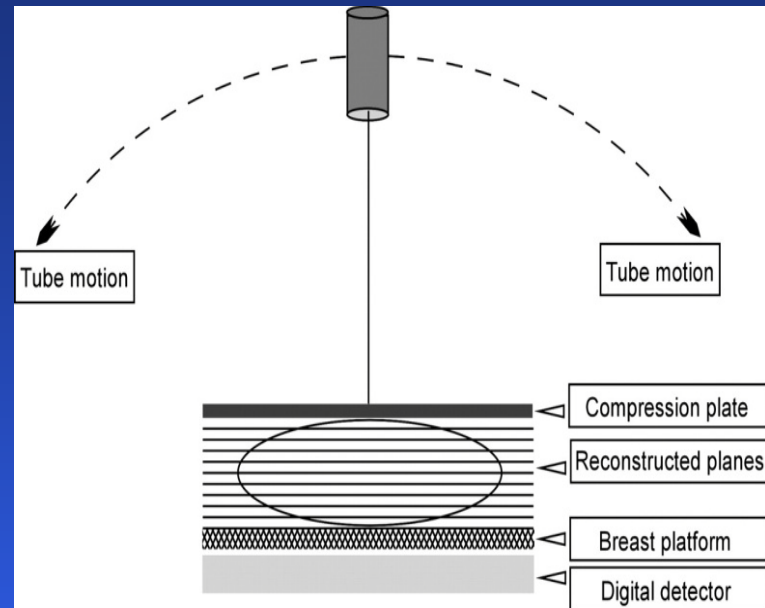 Tube motion
Tube motion
Compression plate
Reconstructed planes
Breast platform
Digital detector